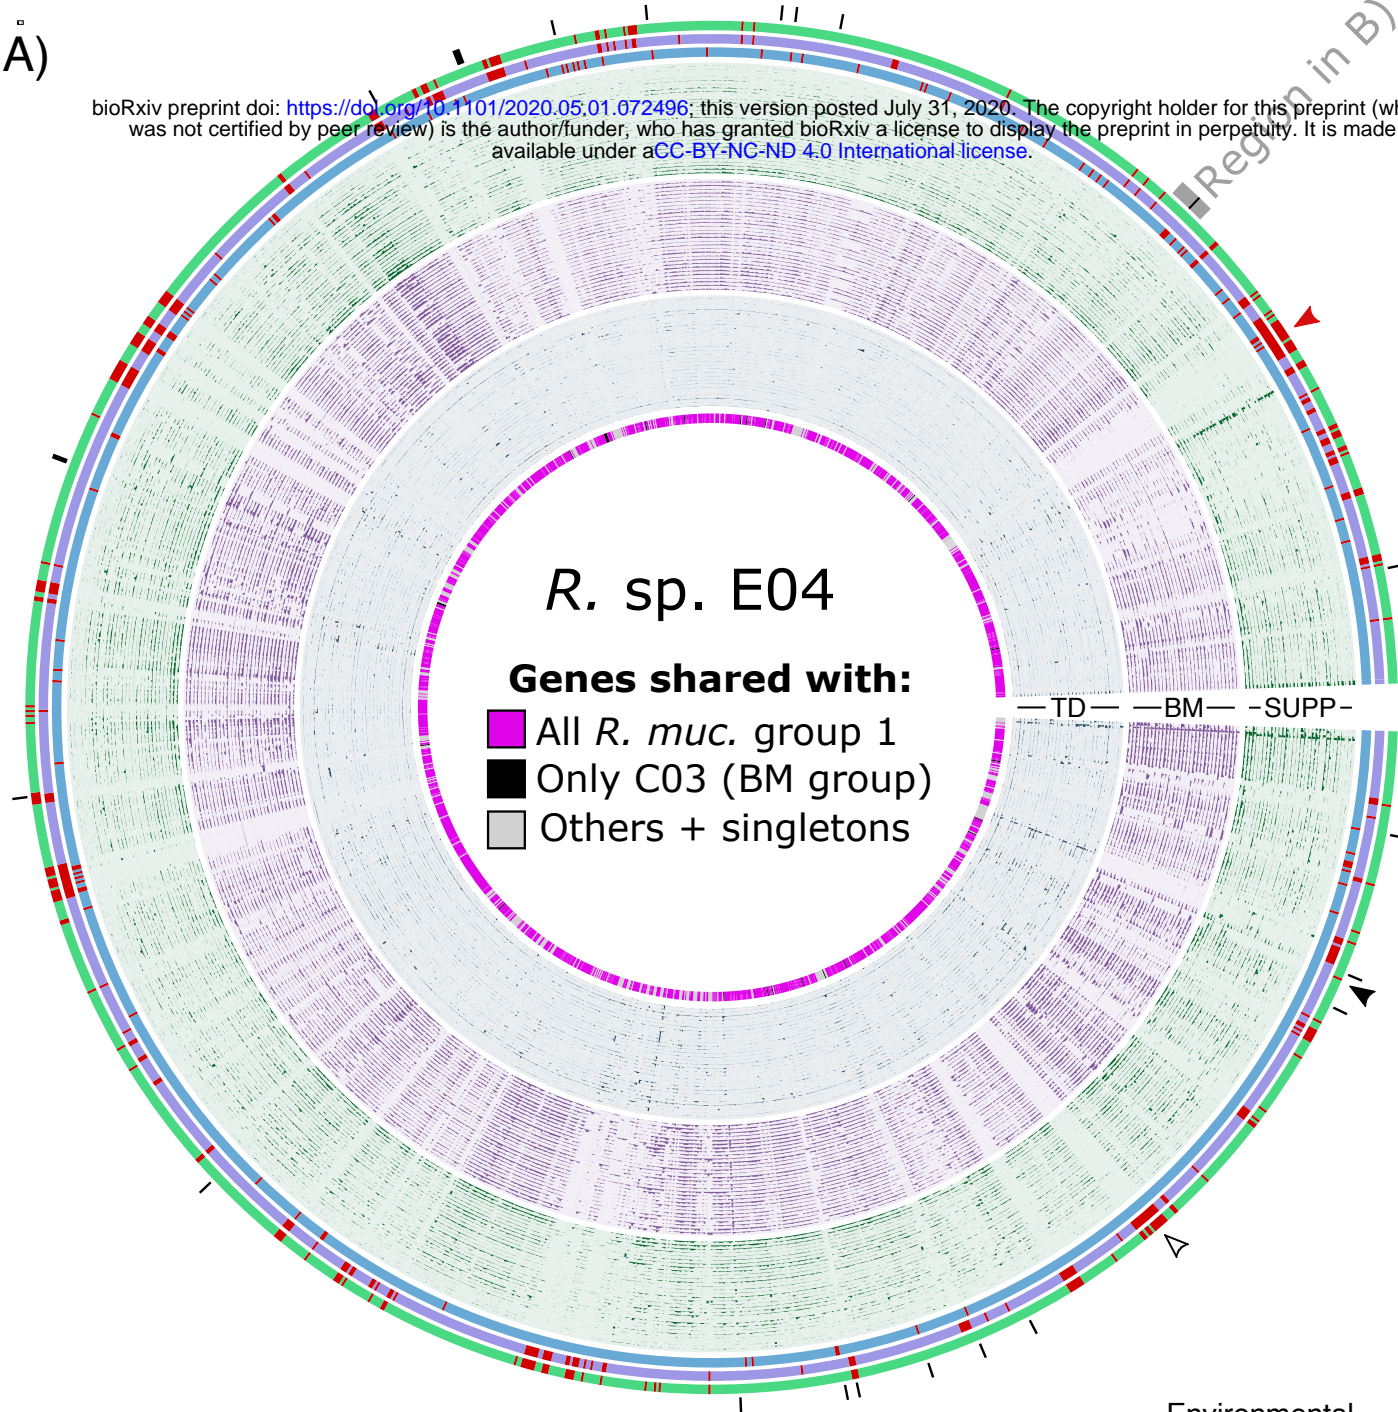 A)
Region in B)
bioRxiv preprint doi: https://doi.org/10.1101/2020.05.01.072496; this version posted July 31, 2020. The copyright holder for this preprint (wh
was not certified by peer review) is the author/funder, who has granted bioRxiv a license to display the preprint in perpetuity. It is made
available under aCC-BY-NC-ND 4.0 International license.
R. sp. E04
Genes shared with:
All R. muc. group 1
Only C03 (BM group)
Others + singletons
TD BM SUPP
Environmental